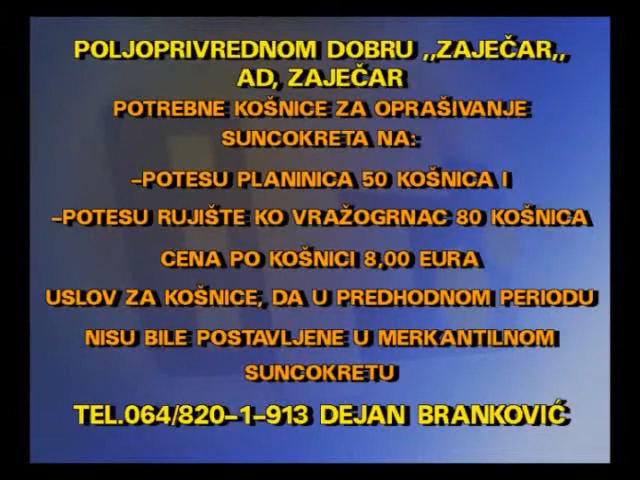 POLJOPRIVREDNOM DOBRU ,,ZAJEČAR,,
AD, ZAJEČAR
POTREBNE KOŠNICE ZA OPRAŠIVANJE
SUNCOKRETA NA:
-POTESU PLANINICA 50 KOŠNICA I
-POTESU RUJIŠTE KO VRAŽOGRNAC 80 KOŠNICA
CENA PO KOŠNICI 8,00 EURA
USLOV ZA KOŠNICE, DA U PREDHODNOM PERIODU
NISU BILE POSTAVLJENE U MERKANTILNOM
SUNCOKRETU
TEL.064/820-1-913 DEJAN BRANKOVIĆ